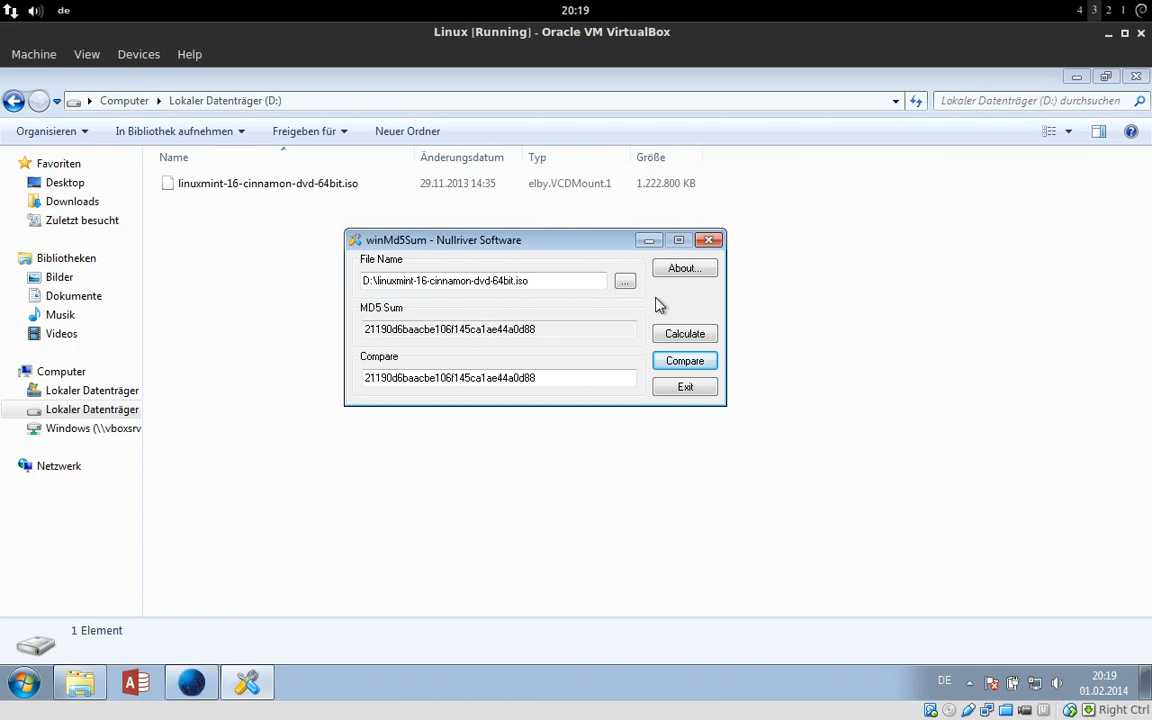 de
20:19
4 3 2 1
Linux [Running] - Oracle VM VirtualBox
Machine View Devices Help
Computer Lokaler Datenträger (D:)
Lokaler Datenträger (D:) durchsuchen
Organisieren In Bibliothek aufnehmen Freigeben für Neuer Ordner
Name Änderungsdatum Typ Größe
linuxmint-16-cinnamon-dvd-64bit.iso 29.11.2013 14:35 elby.VCDMount.1 1.222.800 KB
Favoriten
Desktop
Downloads
Zuletzt besucht
Bibliotheken
Bilder
Dokumente
Musik
Videos
Computer
Lokaler Datenträger
Lokaler Datenträger
Windows (\\vboxsrv
Netzwerk
winMd5Sum - Nullriver Software
File Name
D:\linuxmint-16-cinnamon-dvd-64bit.iso
...
About...
MD5 Sum
21190d6baacbe106f145ca1ae44a0d88
Calculate
Compare
21190d6baacbe106f145ca1ae44a0d88
Compare
Exit
1 Element
DE
20:19
01.02.2014
Right Ctrl